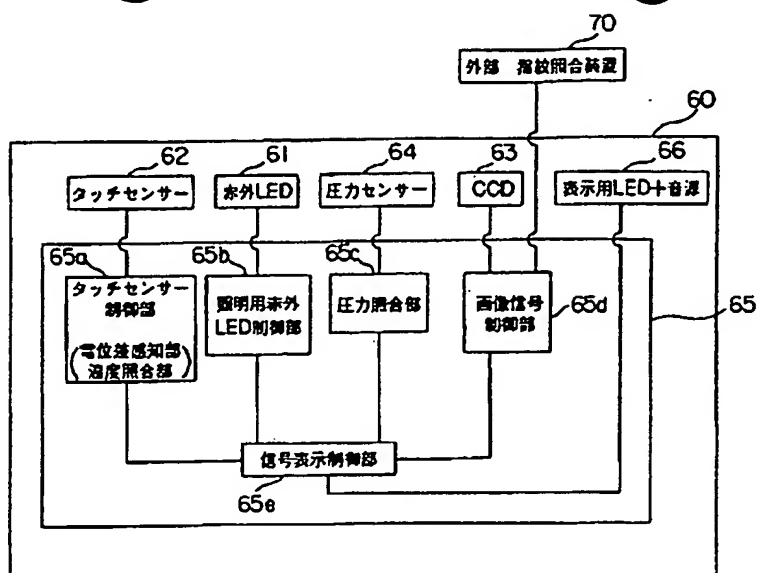 70
外部 指紋照合装置
60
62
61
64
63
66
タッチセンサー
赤外LED
圧力センサー
CCD
表示用LED+音源
65a
65b
65c
タッチセンサー
制御部
(電位差感知部
温度照合部)
照明用赤外
LED制御部
圧力照合部
画像信号
制御部
65d
65
信号表示制御部
65e